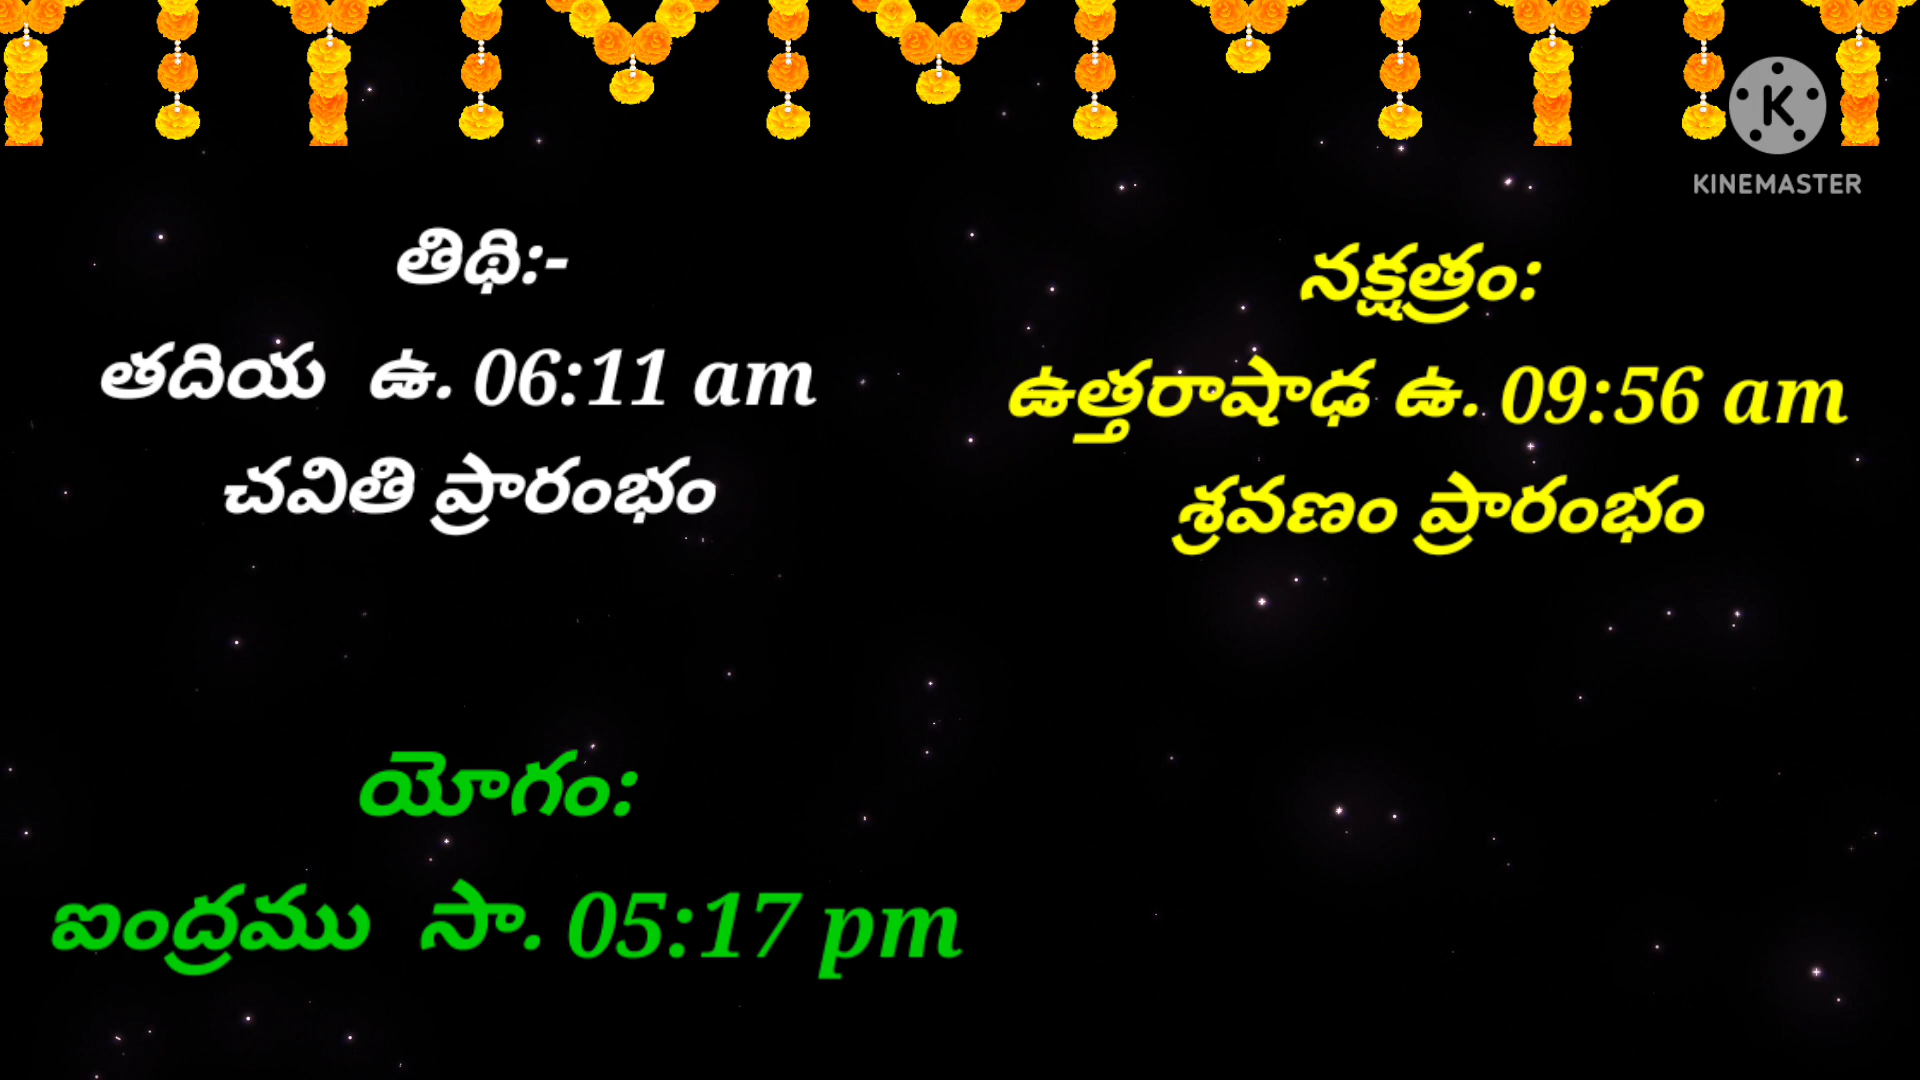 KINEMASTER
తిథి:-
తదియ ఉ. 06:11 am
చవితి ప్రారంభం
నక్షత్రం:
ఉత్తరాషాఢ ఉ. 09:56 am
శ్రవణం ప్రారంభం
యోగం:
ఐంద్రము సా. 05:17 pm